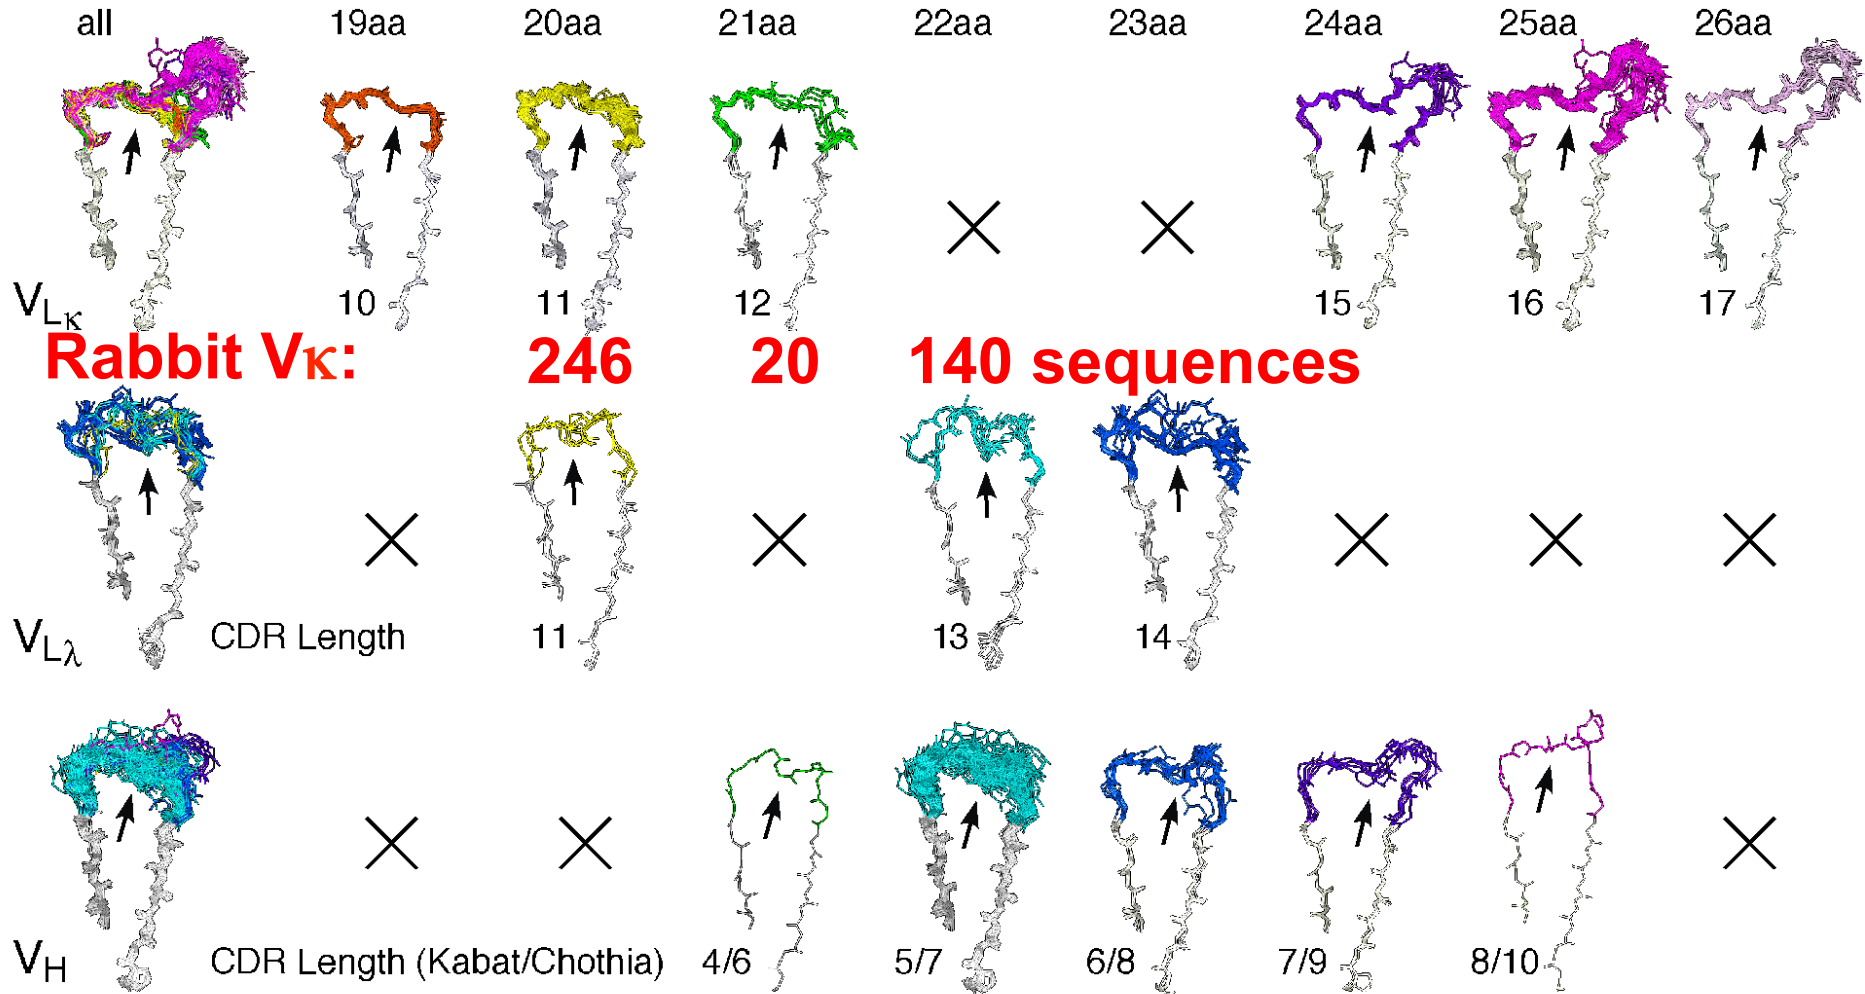 all 19aa 20aa 21aa 22aa 23aa 24aa 25aa 26aa
VLκ 10 11 12 15 16 17
Rabbit Vκ: 246 20 140 sequences
VLλ CDR Length 11 13 14
VH CDR Length (Kabat/Chothia) 4/6 5/7 6/8 7/9 8/10